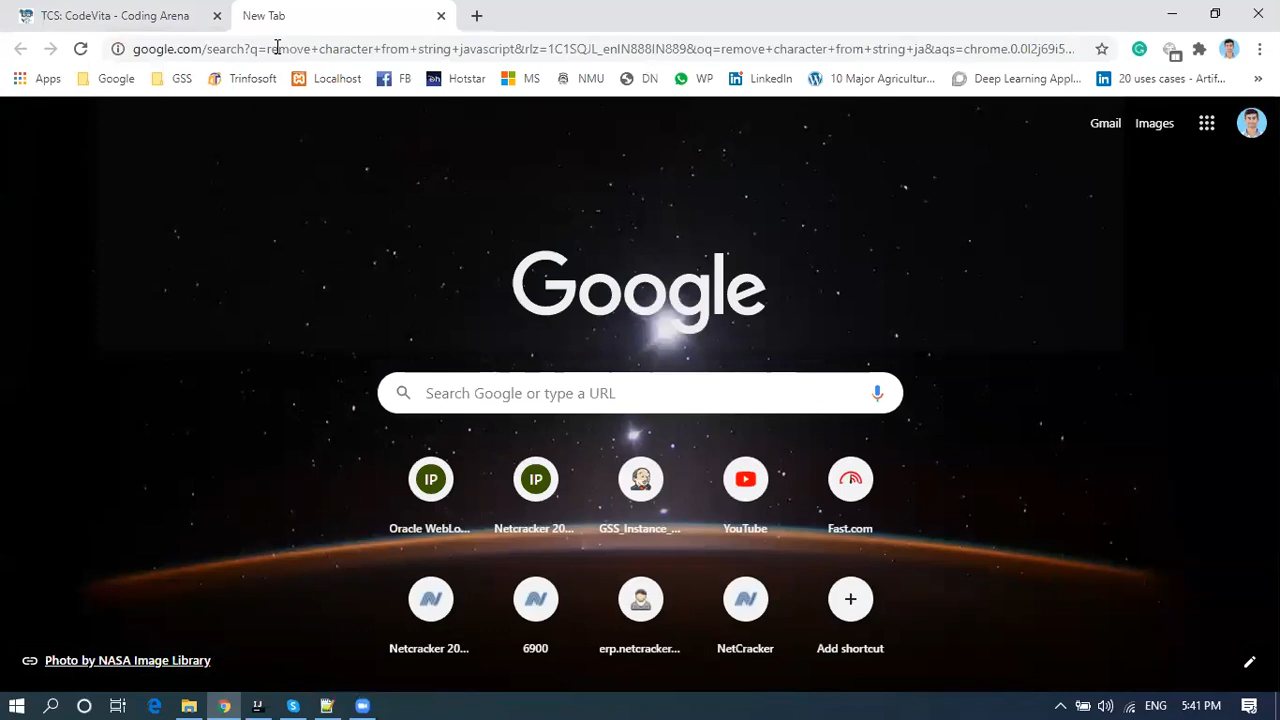 TCS: CodeVita - Coding Arena
New Tab
google.com/search?q=remove+character+from+string+javascript&rlz=1C1SQJL_enIN888IN889&oq=remove+character+from+string+ja&aqs=chrome.0.0l2j69i5...
Apps
Google
GSS
Trinfosoft
Localhost
FB
Hotstar
MS
NMU
DN
WP
LinkedIn
10 Major Agricultur...
Deep Learning Appl...
20 uses cases - Artif...
Gmail
Images
Google
Search Google or type a URL
IP
IP
Oracle WebLo...
Netcracker 20...
GSS_Instance_...
YouTube
Fast.com
Netcracker 20...
6900
erp.netcracker...
NetCracker
Add shortcut
Photo by NASA Image Library
ENG
5:41 PM